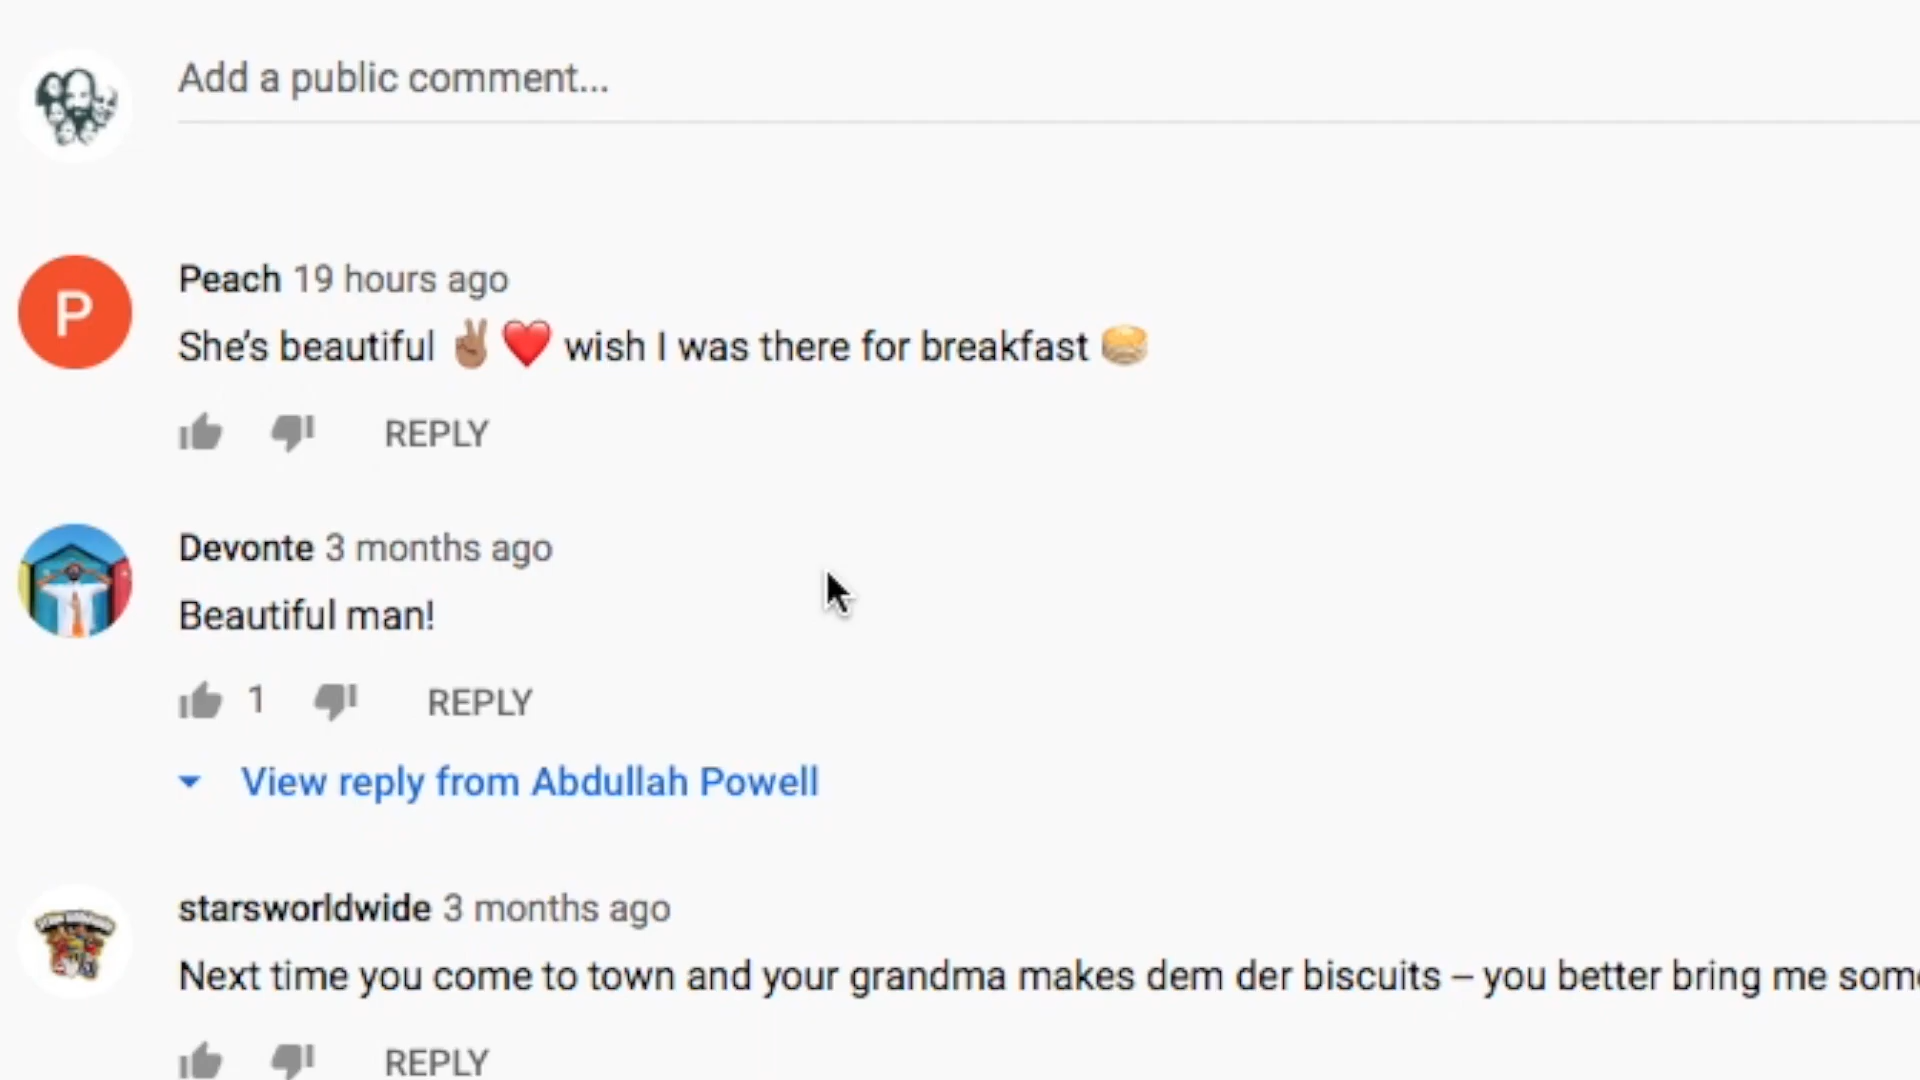 Add a public comment...
P
Peach 19 hours ago
She's beautiful ✌🏽❤️ wish I was there for breakfast 🥞
REPLY
Devonte 3 months ago
Beautiful man!
1 REPLY
View reply from Abdullah Powell
starsworldwide 3 months ago
Next time you come to town and your grandma makes dem der biscuits – you better bring me som
REPLY